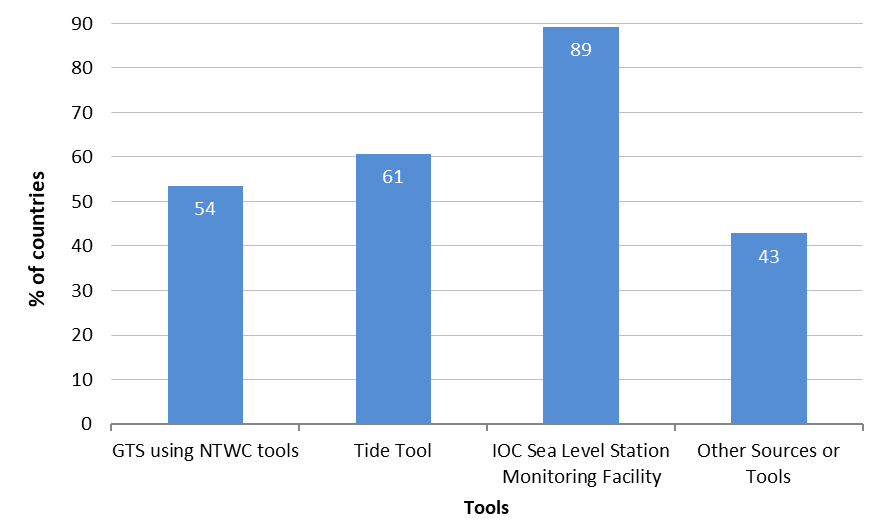 90
80
70
60
50
40
30
20
10
0
% of countries
54
61
89
43
GTS using NTWC tools
Tide Tool
IOC Sea Level Station
Monitoring Facility
Other Sources or
Tools
Tools